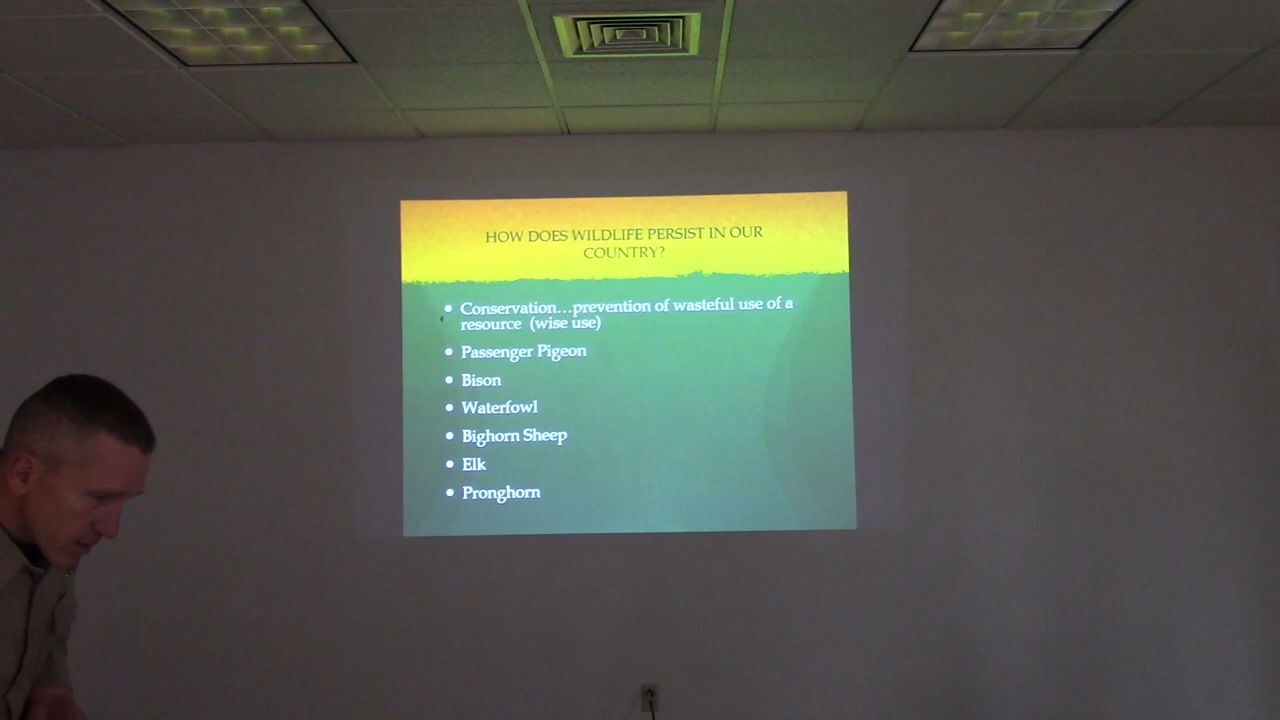 HOW DOES WILDLIFE PERSIST IN OUR
COUNTRY?
• Conservation...prevention of wasteful use of a
resource (wise use)
• Passenger Pigeon
• Bison
• Waterfowl
• Bighorn Sheep
• Elk
• Pronghorn